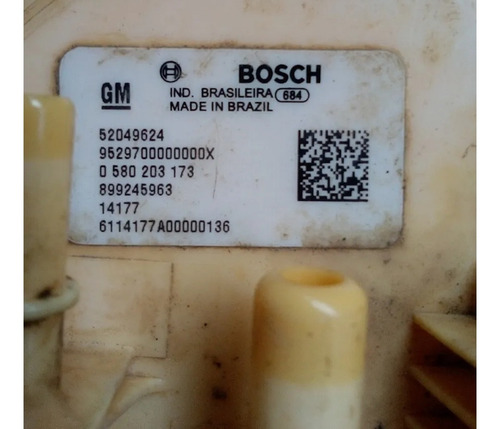 GM BOSCH
IND. BRASILEIRA 684
MADE IN BRAZIL
52049624
9529700000000X
0 580 203 173
899245963
14177
6114177A00000136